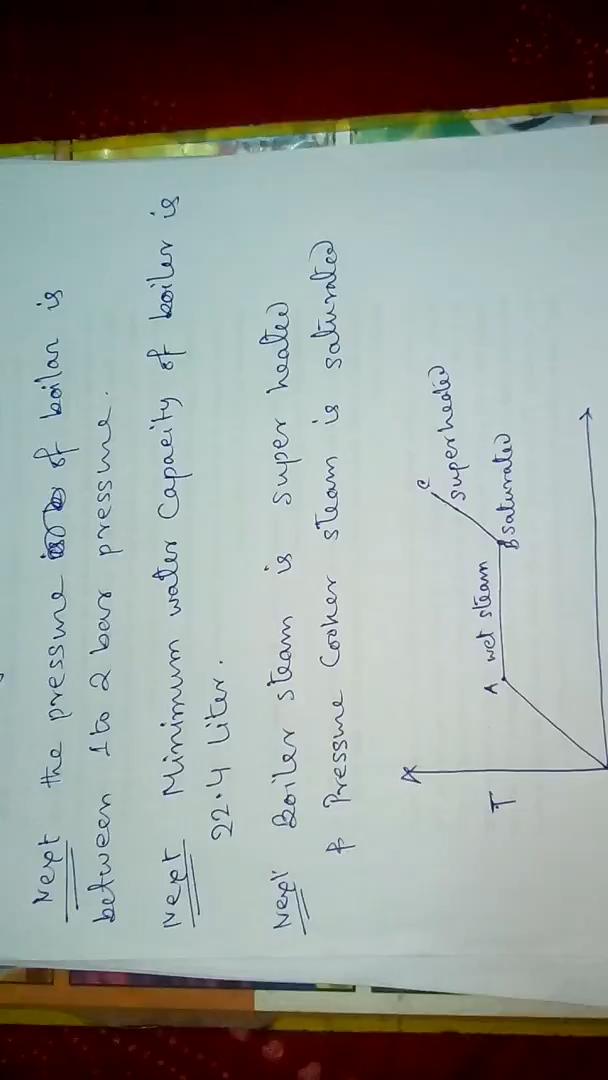 Next the pressure of boilar is
between 1 to 2 bar pressure.
Next Minimum water Capacity of boiler is
22.4 liter.
Next Boiler steam is super heated
& Pressure Cooker steam is saturated
T
A wet steam B saturated
C superheated